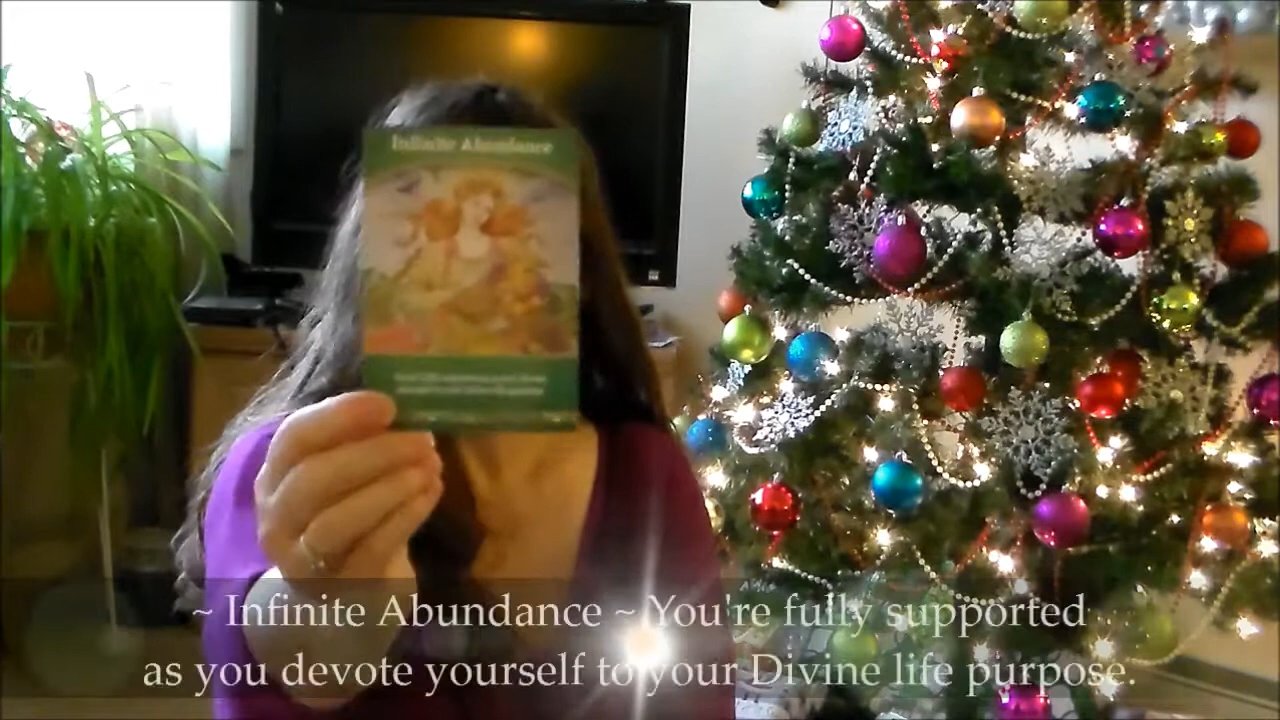 Infinite Abundance
~ Infinite Abundance ~ You're fully supported
as you devote yourself to your Divine life purpose.